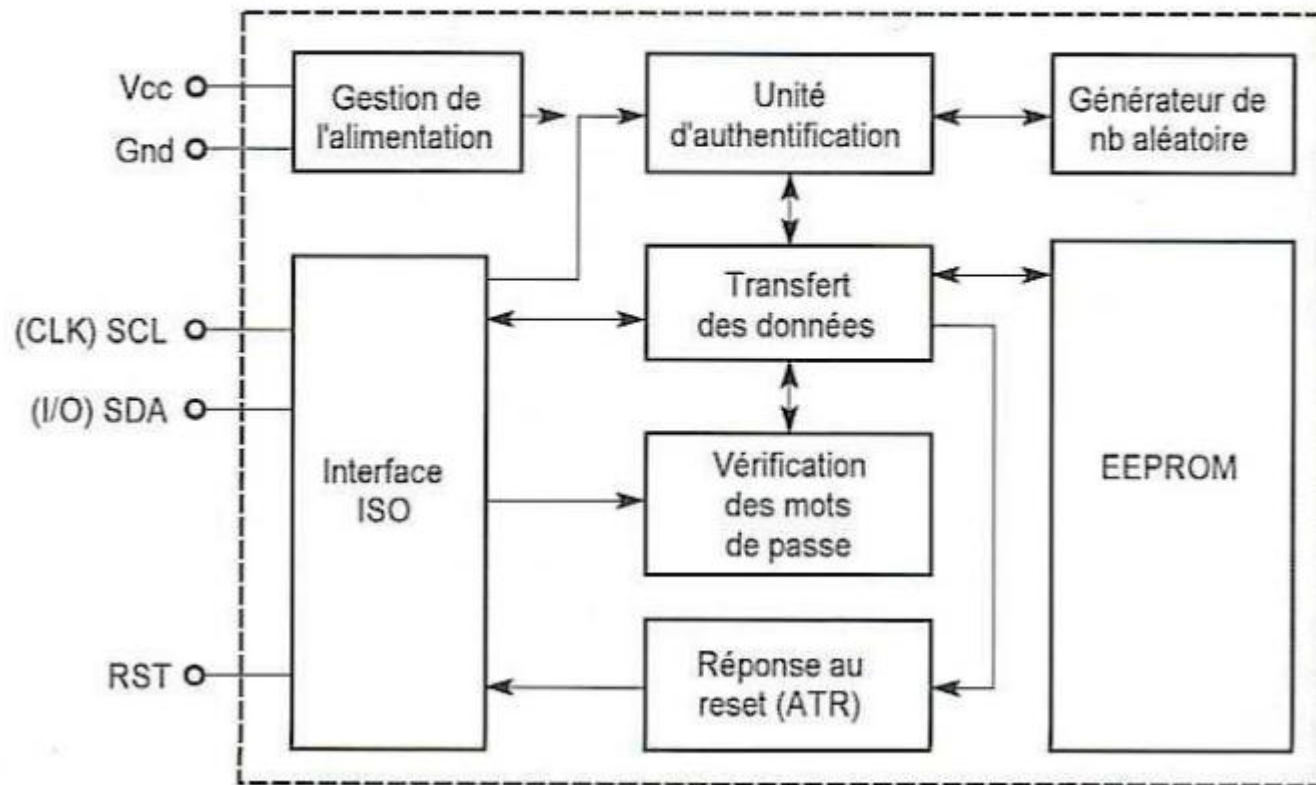 Vcc
Gnd
Gestion de
l'alimentation
Unité
d'authentification
Générateur de
nb aléatoire
(CLK) SCL
(I/O) SDA
RST
Interface
ISO
Transfert
des données
Vérification
des mots
de passe
Réponse au
reset (ATR)
EEPROM